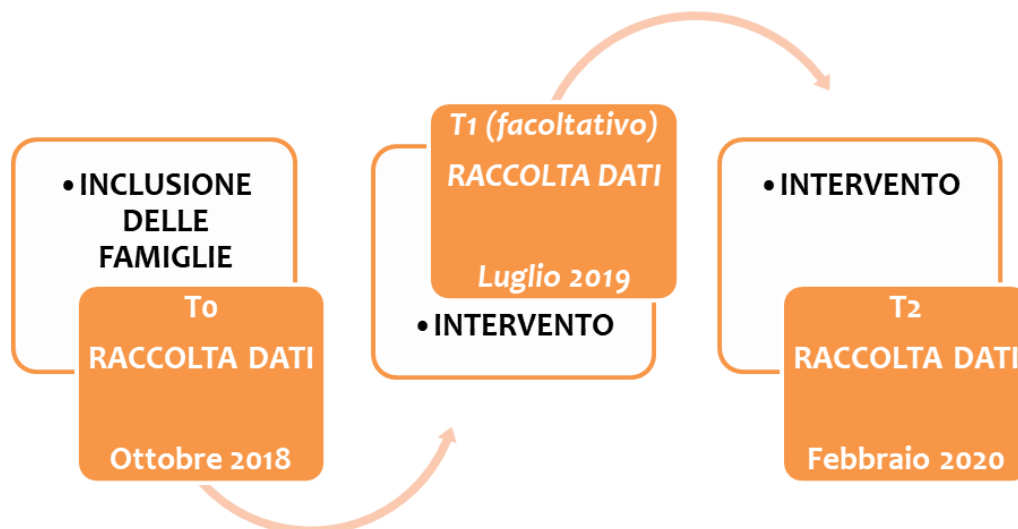 • INCLUSIONE
DELLE
FAMIGLIE
T0
RACCOLTA DATI
Ottobre 2018
T1 (facoltativo)
RACCOLTA DATI
Luglio 2019
• INTERVENTO
• INTERVENTO
T2
RACCOLTA DATI
Febbraio 2020